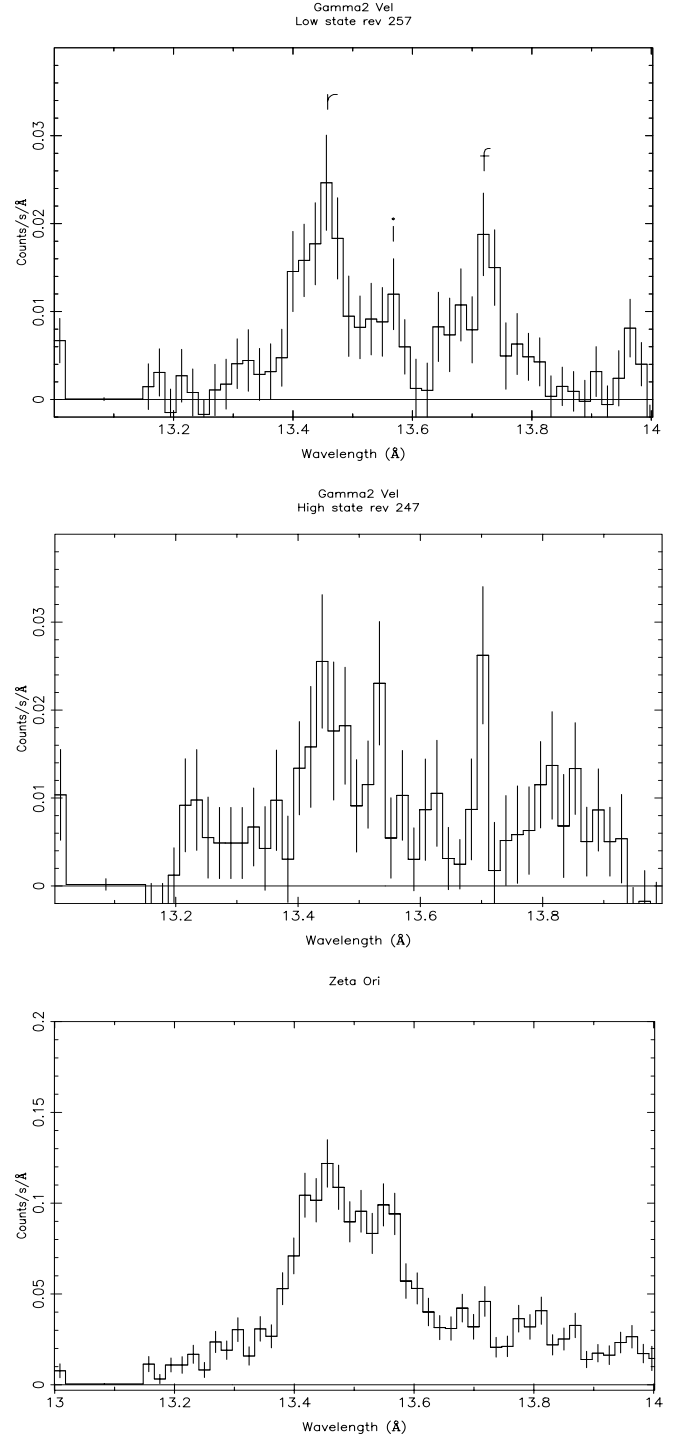 Gamma2 Vel
Low state rev 257
r
i
f
Counts/s/Å
0
0.01
0.02
0.03
13.2
13.4
13.6
13.8
14
Wavelength (Å)
Gamma2 Vel
High state rev 247
Counts/s/Å
0
0.01
0.02
0.03
13.2
13.4
13.6
13.8
Wavelength (Å)
Zeta Ori
Counts/s/Å
0
0.05
0.1
0.15
0.2
13
13.2
13.4
13.6
13.8
14
Wavelength (Å)